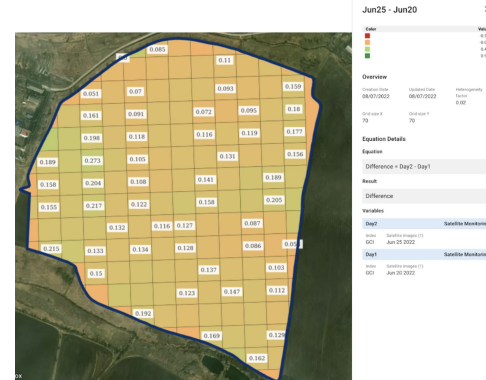 Jun25 - Jun20
Color
Overview
Creation Date Updated Date Heterogeneity
Factor
08/07/2022 08/07/2022
0.02
Grid size X Grid size Y
70 70
Equation Details
Equation
Difference = Day2 - Day1
Result
Difference
Variables
Day2 Satellite Monitorin
Index Satellite images (1)
GCI Jun 25 2022
Day1 Satellite Monitorin
Index Satellite images (1)
GCI Jun 20 2022
0.085
0.11
0.051 0.07 0.093 0.159
0.161 0.091 0.072 0.095 0.18
0.198 0.118 0.116 0.119 0.177
0.189 0.273 0.105 0.131 0.156
0.158 0.204 0.108 0.141 0.189
0.155 0.217 0.122 0.158 0.205
0.132 0.116 0.127 0.087
0.215 0.133 0.134 0.128 0.086
0.15 0.137 0.103
0.123 0.147 0.112
0.192
0.169
0.162